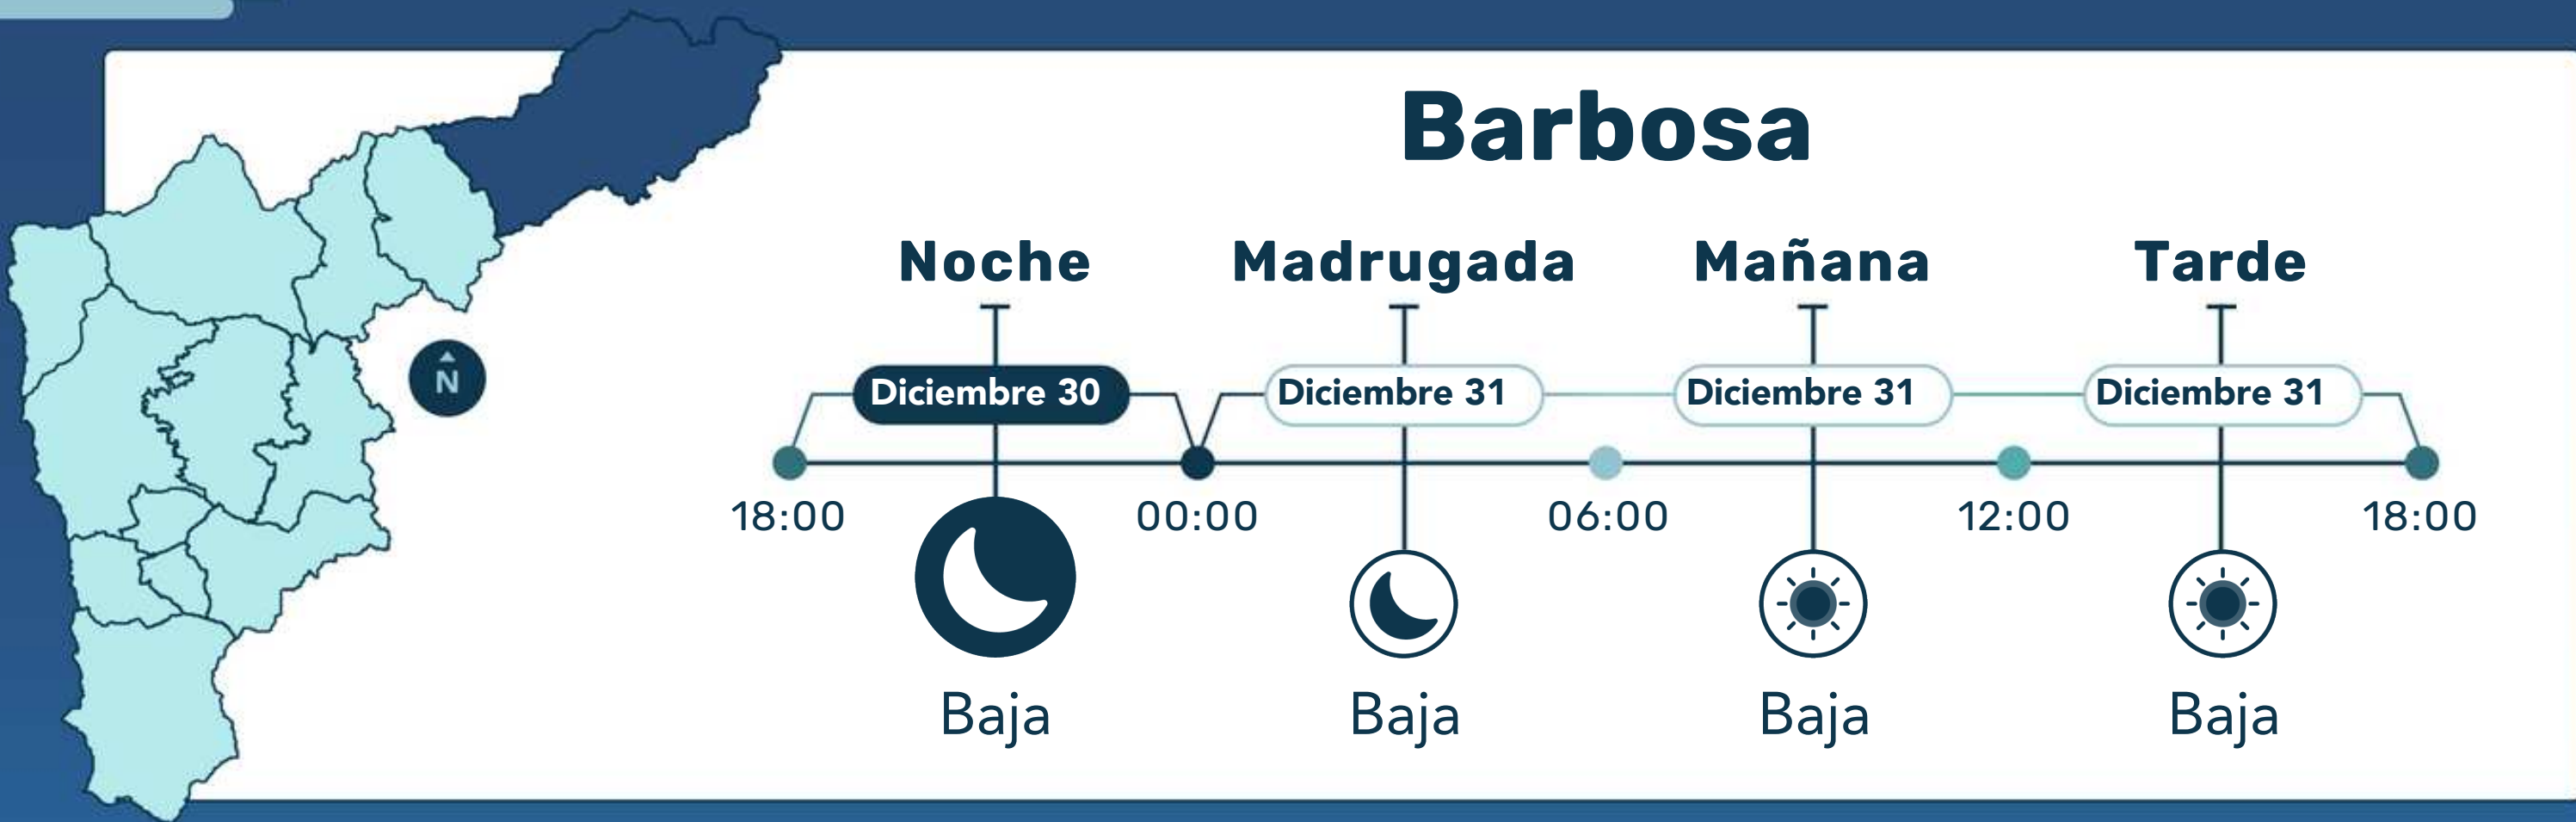 Barbosa
Noche Madrugada Mañana Tarde
N
Diciembre 30 Diciembre 31 Diciembre 31 Diciembre 31
18:00 00:00 06:00 12:00 18:00
Baja Baja Baja Baja